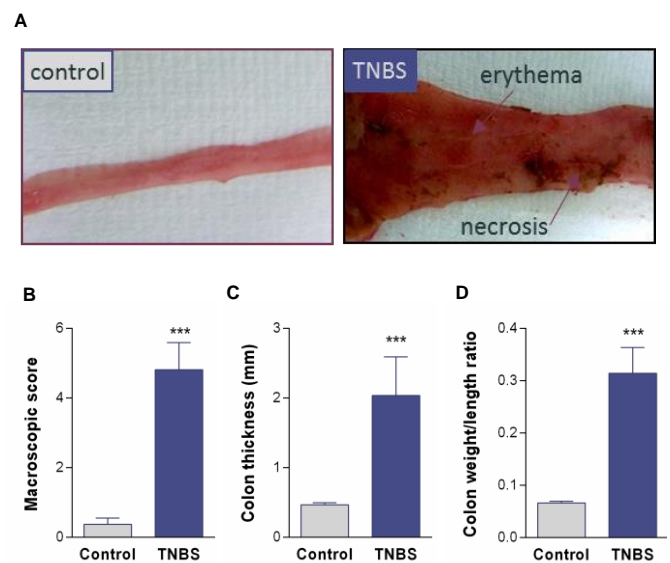 A
control
TNBS
erythema
necrosis
B
Macroscopic score
6
4
2
0
***
Control
TNBS
C
Colon thickness (mm)
3
2
1
0
***
Control
TNBS
D
Colon weight/length ratio
0.4
0.3
0.2
0.1
0.0
***
Control
TNBS